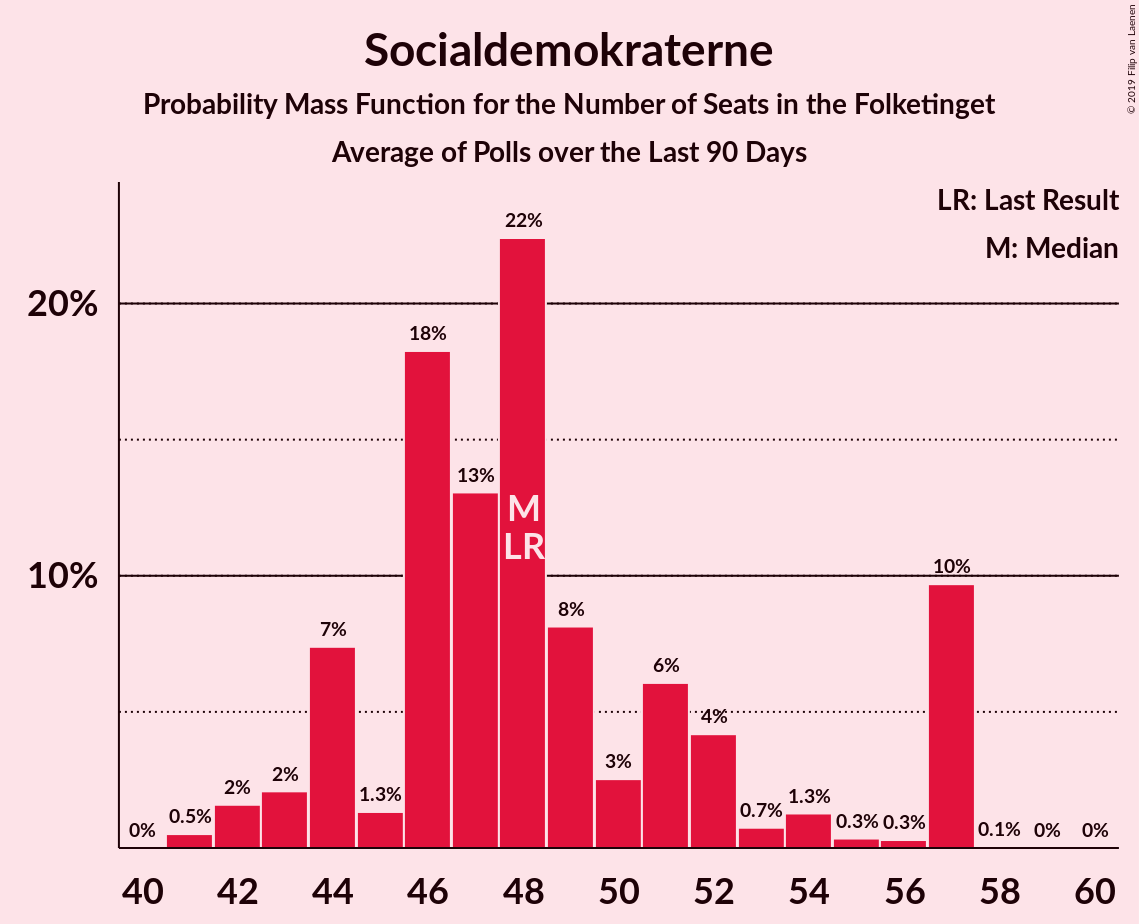 © 2019 Filip van Laenen
Socialdemokraterne
Probability Mass Function for the Number of Seats in the Folketinget
Average of Polls over the Last 90 Days
LR: Last Result
M: Median
20%
10%
0%
0.5%
2%
2%
7%
1.3%
18%
13%
22%
M
LR
8%
3%
6%
4%
0.7%
1.3%
0.3%
0.3%
10%
0.1%
0%
0%
40 42 44 46 48 50 52 54 56 58 60